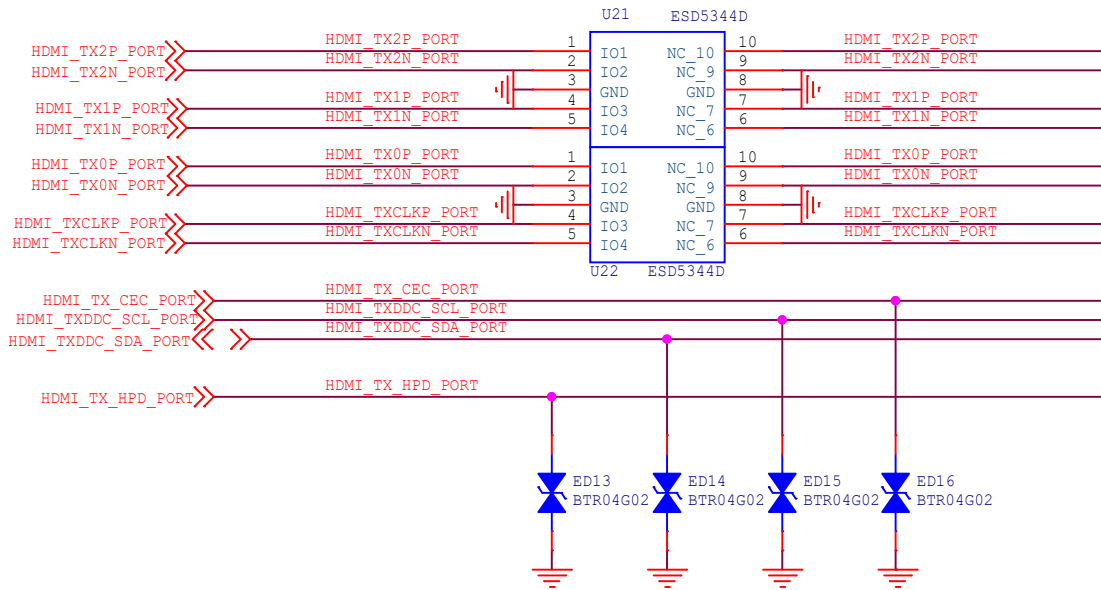 U21 ESD5344D
HDMI_TX2P_PORT HDMI_TX2P_PORT 1 IO1 NC_10 10 HDMI_TX2P_PORT
HDMI_TX2N_PORT HDMI_TX2N_PORT 2 IO2 NC_9 9 HDMI_TX2N_PORT
3 GND GND 8
HDMI_TX1P_PORT HDMI_TX1P_PORT 4 IO3 NC_7 7 HDMI_TX1P_PORT
HDMI_TX1N_PORT HDMI_TX1N_PORT 5 IO4 NC_6 6 HDMI_TX1N_PORT
HDMI_TX0P_PORT HDMI_TX0P_PORT 1 IO1 NC_10 10 HDMI_TX0P_PORT
HDMI_TX0N_PORT HDMI_TX0N_PORT 2 IO2 NC_9 9 HDMI_TX0N_PORT
3 GND GND 8
HDMI_TXCLKP_PORT HDMI_TXCLKP_PORT 4 IO3 NC_7 7 HDMI_TXCLKP_PORT
HDMI_TXCLKN_PORT HDMI_TXCLKN_PORT 5 IO4 NC_6 6 HDMI_TXCLKN_PORT
U22 ESD5344D
HDMI_TX_CEC_PORT HDMI_TX_CEC_PORT
HDMI_TXDDC_SCL_PORT HDMI_TXDDC_SCL_PORT
HDMI_TXDDC_SDA_PORT HDMI_TXDDC_SDA_PORT
HDMI_TX_HPD_PORT HDMI_TX_HPD_PORT
ED13 ED14 ED15 ED16
BTR04G02 BTR04G02 BTR04G02 BTR04G02